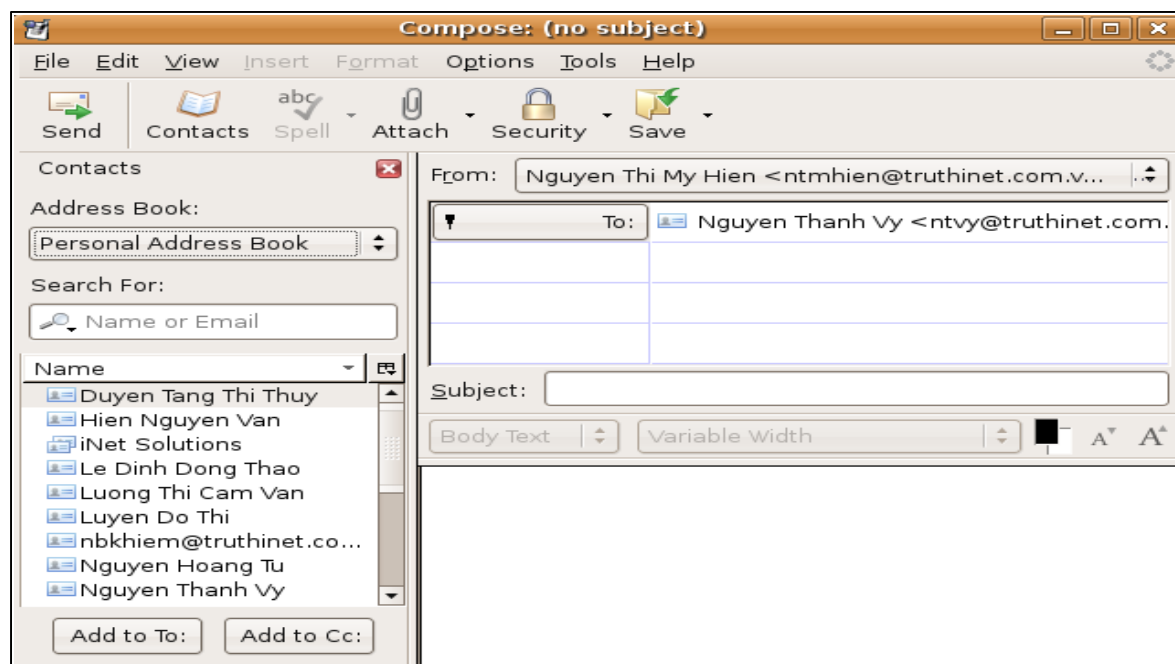 Compose: (no subject)
File Edit View Insert Format Options Tools Help
Send Contacts Spell Attach Security Save
abc
Contacts
Address Book:
Personal Address Book
Search For:
Name or Email
Name
Duyen Tang Thi Thuy
Hien Nguyen Van
iNet Solutions
Le Dinh Dong Thao
Luong Thi Cam Van
Luyen Do Thi
nbkhiem@truthinet.co...
Nguyen Hoang Tu
Nguyen Thanh Vy
Add to To: Add to Cc:
From: Nguyen Thi My Hien <ntmhien@truthinet.com.v...
To: Nguyen Thanh Vy <ntvy@truthinet.com.
Subject:
Body Text Variable Width A A